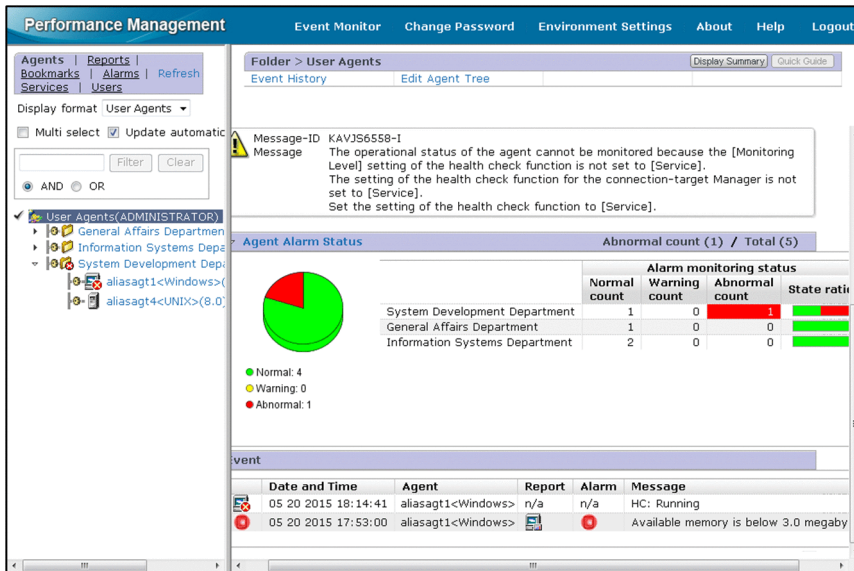 Performance Management
Event Monitor Change Password Environment Settings About Help Logout
Agents | Reports |
Bookmarks | Alarms | Refresh
Services | Users
Display format User Agents
Multi select Update automatic
Filter Clear
AND OR
User Agents(ADMINISTRATOR)
General Affairs Departmen
Information Systems Depa
System Development Depa
aliasagt1<Windows>(
aliasagt4<UNIX>(8.0)
Folder > User Agents Display Summary Quick Guide
Event History Edit Agent Tree
Message-ID KAVJS6558-I
Message The operational status of the agent cannot be monitored because the [Monitoring
Level] setting of the health check function is not set to [Service].
The setting of the health check function for the connection-target Manager is not
set to [Service].
Set the setting of the health check function to [Service].
Agent Alarm Status Abnormal count (1) / Total (5)
Alarm monitoring status
Normal count Warning count Abnormal count State ratio
System Development Department 1 0 1
General Affairs Department 1 0 0
Information Systems Department 2 0 0
Normal: 4
Warning: 0
Abnormal: 1
Event
Date and Time Agent Report Alarm Message
05 20 2015 18:14:41 aliasagt1<Windows> n/a n/a HC: Running
05 20 2015 17:53:00 aliasagt1<Windows> Available memory is below 3.0 megaby